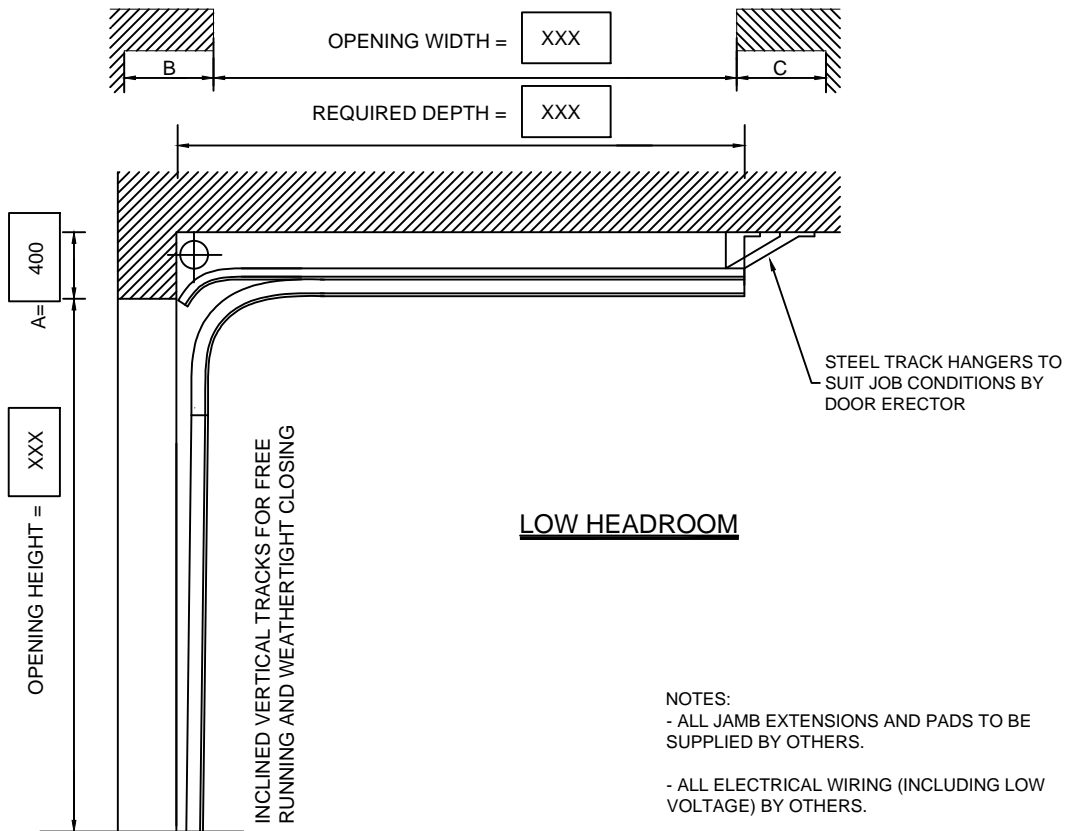 OPENING WIDTH = XXX
B
C
REQUIRED DEPTH = XXX
A= 400
OPENING HEIGHT = XXX
INCLINED VERTICAL TRACKS FOR FREE
RUNNING AND WEATHERTIGHT CLOSING
STEEL TRACK HANGERS TO
SUIT JOB CONDITIONS BY
DOOR ERECTOR
LOW HEADROOM
NOTES:
- ALL JAMB EXTENSIONS AND PADS TO BE
SUPPLIED BY OTHERS.
- ALL ELECTRICAL WIRING (INCLUDING LOW
VOLTAGE) BY OTHERS.